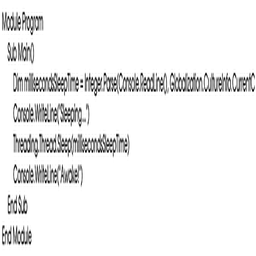 Module Program
Sub Main()
Dim millisecondsSleepTime = Integer.Parse(Console.ReadLine(), Globalization.CultureInfo.CurrentC
Console.WriteLine("Sleeping...")
Threading.Thread.Sleep(millisecondsSleepTime)
Console.WriteLine("Awake!")
End Sub
End Module